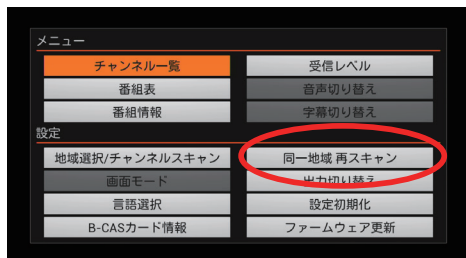 メニュー
チャンネル一覧
受信レベル
番組表
音声切り替え
番組情報
字幕切り替え
設定
地域選択/チャンネルスキャン
同一地域 再スキャン
画面モード
出力切り替え
言語選択
設定初期化
B-CASカード情報
ファームウェア更新